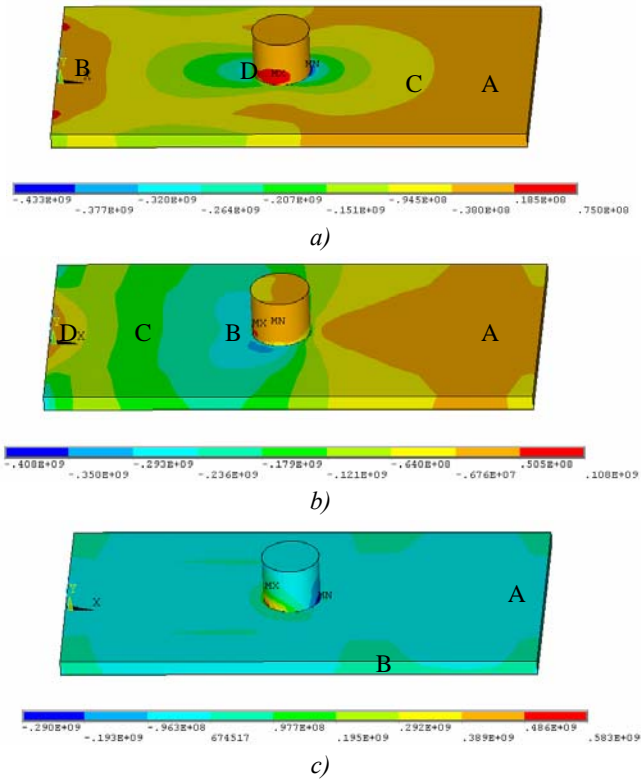 B
D
MX
MN
C
A
X
-.433E+09 -.320E+09 -.207E+09 -.945E+08 .185E+08
-.377E+09 -.264E+09 -.151E+09 -.380E+08 .750E+08
a)
D
X
C
B
MX MN
A
-.408E+09 -.293E+09 -.179E+09 -.640E+08 .505E+08
-.350E+09 -.236E+09 -.121E+09 -.676E+07 .108E+09
b)
Y
X
MX
MN
A
B
-.290E+09 -.963E+08 .977E+08 .292E+09 .486E+09
-.193E+09 674517 .195E+09 .389E+09 .583E+09
c)